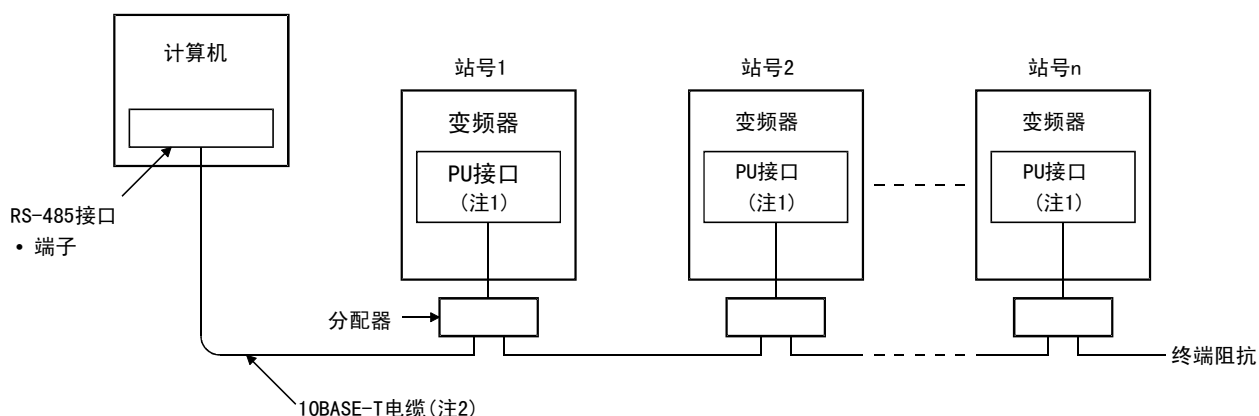 计算机
站号1
站号2
站号n
变频器
变频器
变频器
PU接口
(注1)
PU接口
(注1)
PU接口
(注1)
RS-485接口
• 端子
分配器
终端阻抗
10BASE-T电缆(注2)